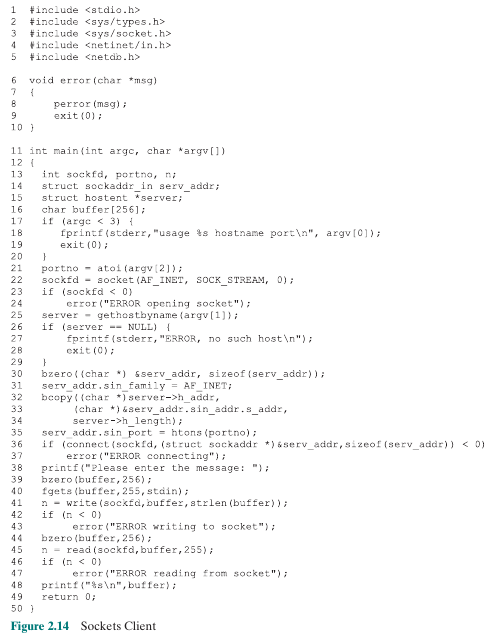 1 #include <stdio.h>
2 #include <sys/types.h>
3 #include <sys/socket.h>
4 #include <netinet/in.h>
5 #include <netdb.h>
6 void error(char *msg)
7 {
8 perror(msg);
9 exit(0);
10 }
11 int main(int argc, char *argv[])
12 {
13 int sockfd, portno, n;
14 struct sockaddr_in serv_addr;
15 struct hostent *server;
16 char buffer[256];
17 if (argc < 3) {
18 fprintf(stderr,"usage %s hostname port\n", argv[0]);
19 exit(0);
20 }
21 portno = atoi(argv[2]);
22 sockfd = socket(AF_INET, SOCK_STREAM, 0);
23 if (sockfd < 0)
24 error("ERROR opening socket");
25 server = gethostbyname(argv[1]);
26 if (server == NULL) {
27 fprintf(stderr,"ERROR, no such host\n");
28 exit(0);
29 }
30 bzero((char *) &serv_addr, sizeof(serv_addr));
31 serv_addr.sin_family = AF_INET;
32 bcopy((char *)server->h_addr,
33 (char *)&serv_addr.sin_addr.s_addr,
34 server->h_length);
35 serv_addr.sin_port = htons(portno);
36 if (connect(sockfd,(struct sockaddr *)&serv_addr,sizeof(serv_addr)) < 0)
37 error("ERROR connecting");
38 printf("Please enter the message: ");
39 bzero(buffer,256);
40 fgets(buffer,255,stdin);
41 n = write(sockfd,buffer,strlen(buffer));
42 if (n < 0)
43 error("ERROR writing to socket");
44 bzero(buffer,256);
45 n = read(sockfd,buffer,255);
46 if (n < 0)
47 error("ERROR reading from socket");
48 printf("%s\n",buffer);
49 return 0;
50 }
Figure 2.14 Sockets Client